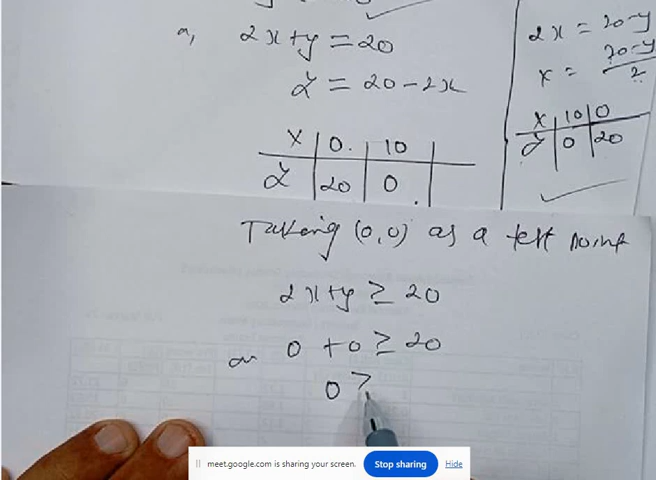 a, 2x+y = 20
y = 20 - 2x
x | 0. | 10
y | 20 | 0
2x = 20-y
x = 20-y/2
x | 10 | 0
y | 0 | 20
Taking (0,0) as a test point
2x+y ≥ 20
or 0 + 0 ≥ 20
0 ≥
meet.google.com is sharing your screen. Stop sharing Hide